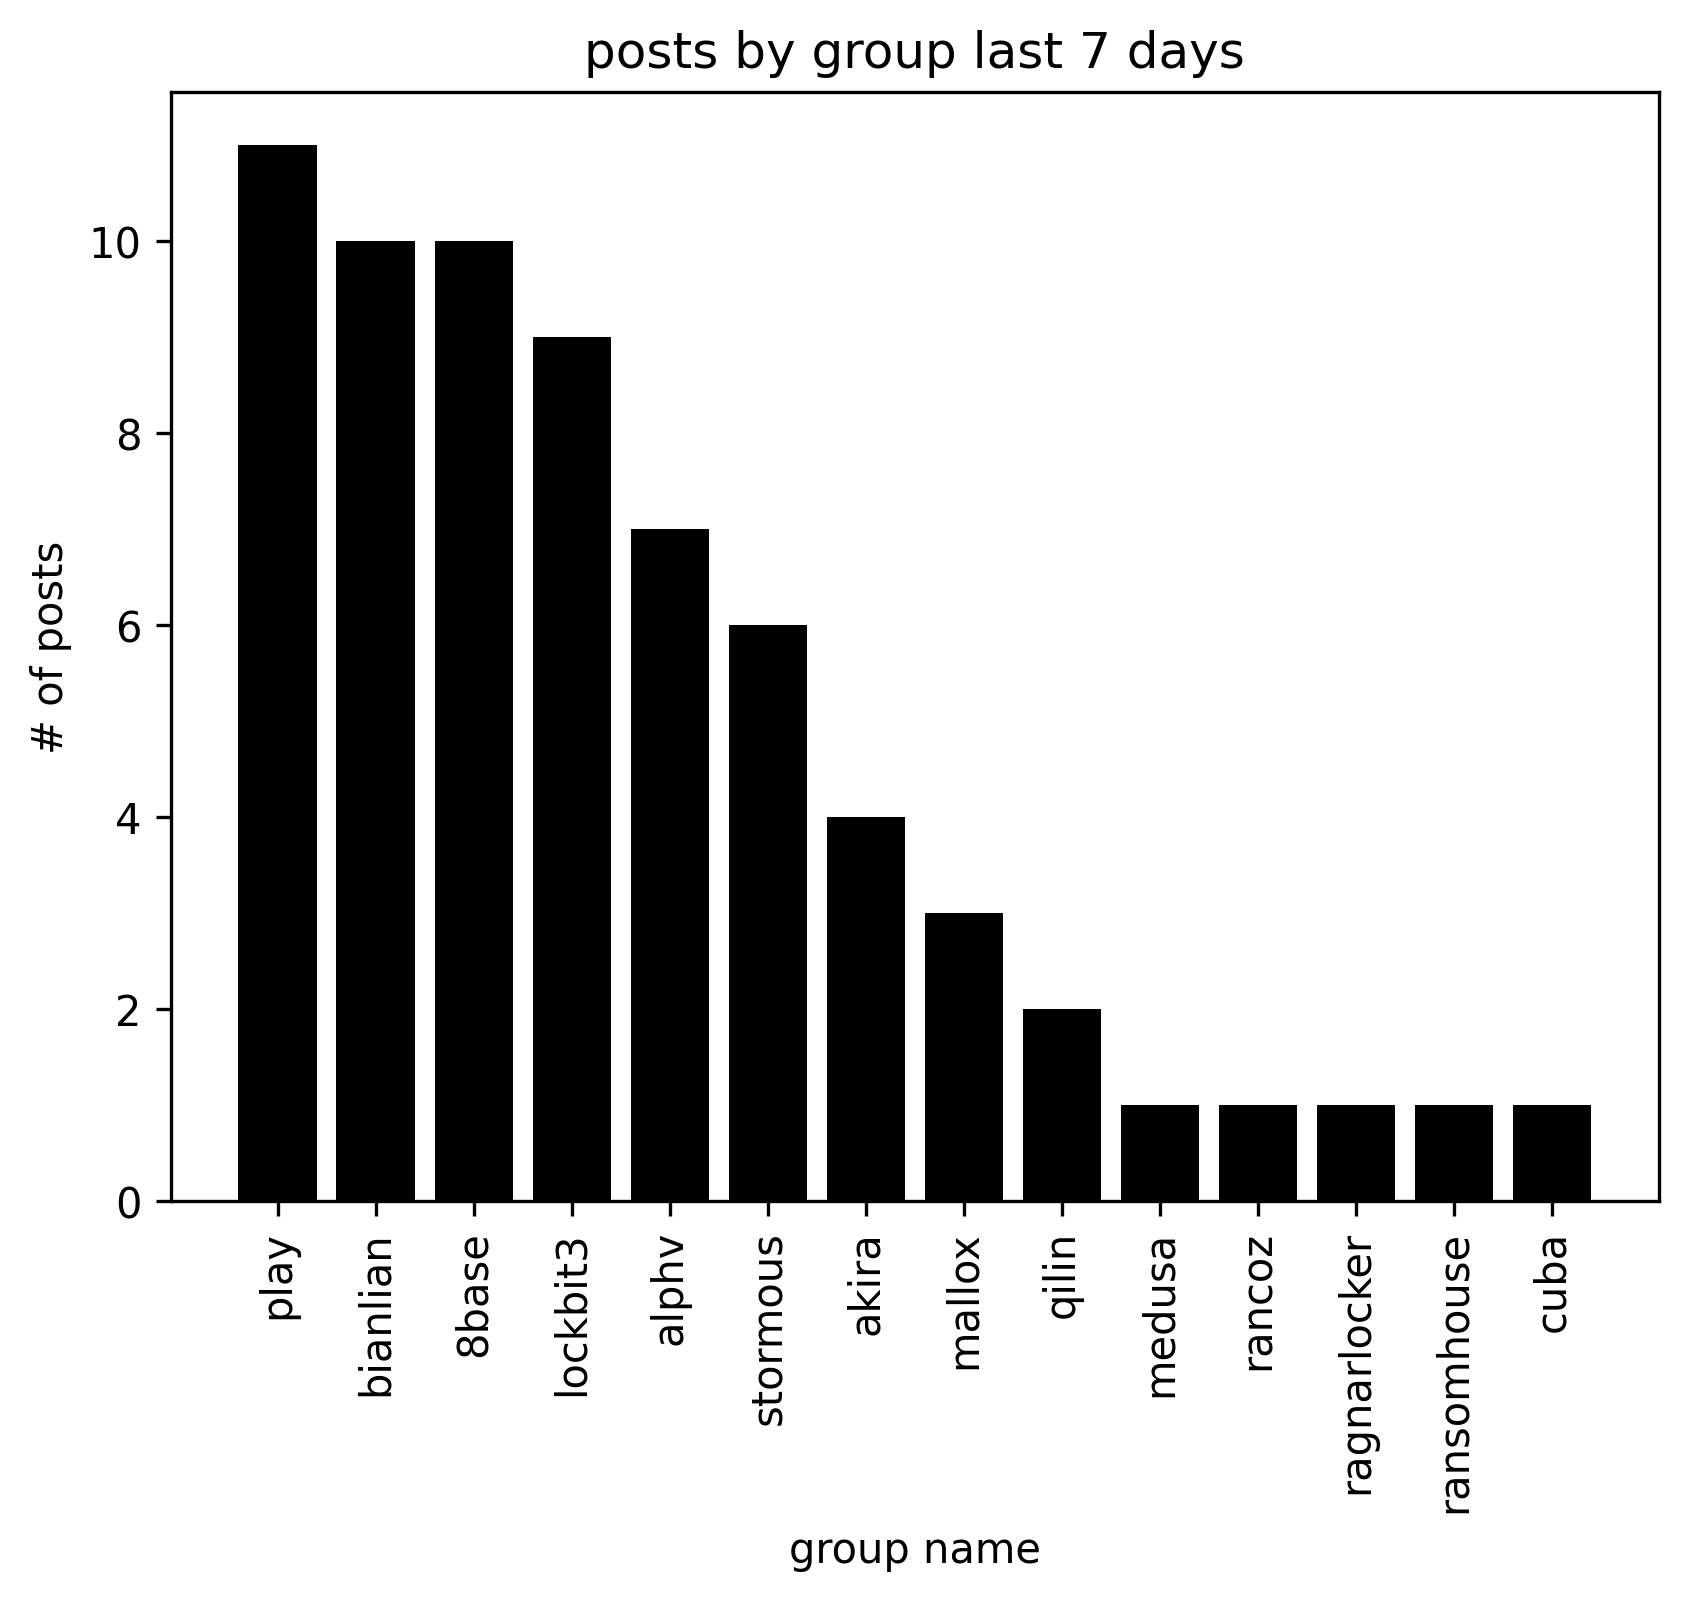 posts by group last 7 days
# of posts
10
8
6
4
2
0
play
bianlian
8base
lockbit3
alphv
stormous
akira
mallox
qilin
medusa
rancoz
ragnarlocker
ransomhouse
cuba
group name